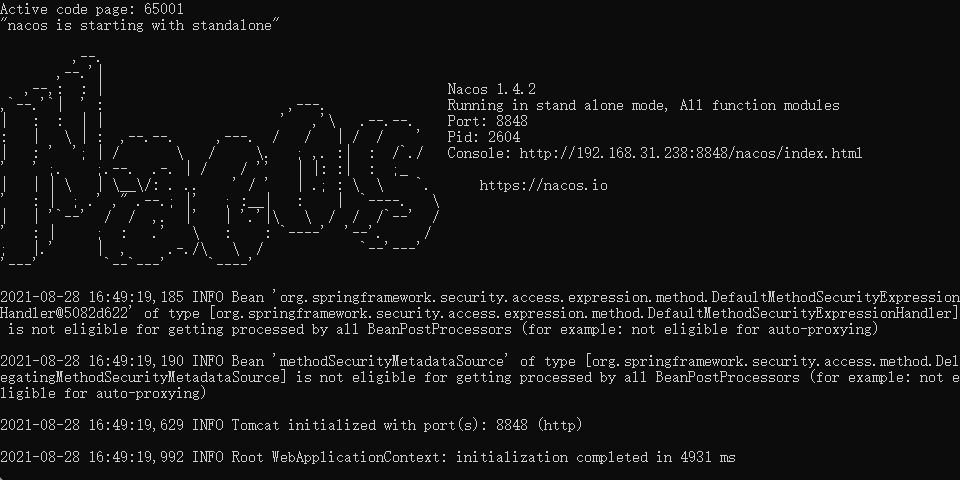 Active code page: 65001
"nacos is starting with standalone"
Nacos 1.4.2
Running in stand alone mode, All function modules
Port: 8848
Pid: 2604
Console: http://192.168.31.238:8848/nacos/index.html
https://nacos.io
2021-08-28 16:49:19,185 INFO Bean 'org.springframework.security.access.expression.method.DefaultMethodSecurityExpression
Handler@5082d622' of type [org.springframework.security.access.expression.method.DefaultMethodSecurityExpressionHandler]
is not eligible for getting processed by all BeanPostProcessors (for example: not eligible for auto-proxying)
2021-08-28 16:49:19,190 INFO Bean 'methodSecurityMetadataSource' of type [org.springframework.security.access.method.Del
egatingMethodSecurityMetadataSource] is not eligible for getting processed by all BeanPostProcessors (for example: not e
ligible for auto-proxying)
2021-08-28 16:49:19,629 INFO Tomcat initialized with port(s): 8848 (http)
2021-08-28 16:49:19,992 INFO Root WebApplicationContext: initialization completed in 4931 ms